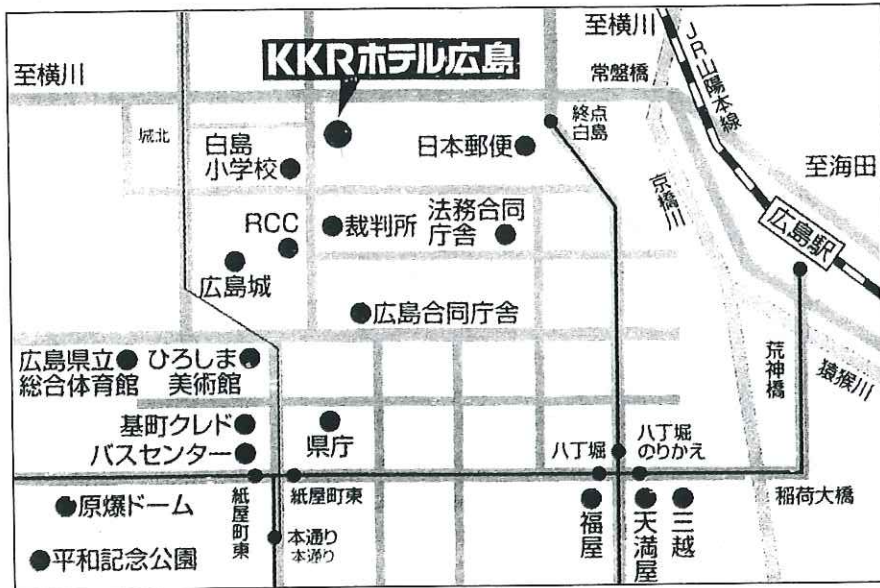 至横川
KKRホテル広島
至横川
常盤橋
JR山陽本線
城北
白島
小学校
日本郵便
終点
白島
至海田
京橋川
広島駅
RCC
裁判所
法務合同
庁舎
広島城
広島合同庁舎
広島県立
総合体育館
ひろしま
美術館
荒神橋
猿猴川
基町クレド
バスセンター
県庁
八丁堀
八丁堀
のりかえ
原爆ドーム
紙屋町東
紙屋町東
福屋
天満屋
三越
稲荷大橋
平和記念公園
本通り
本通り